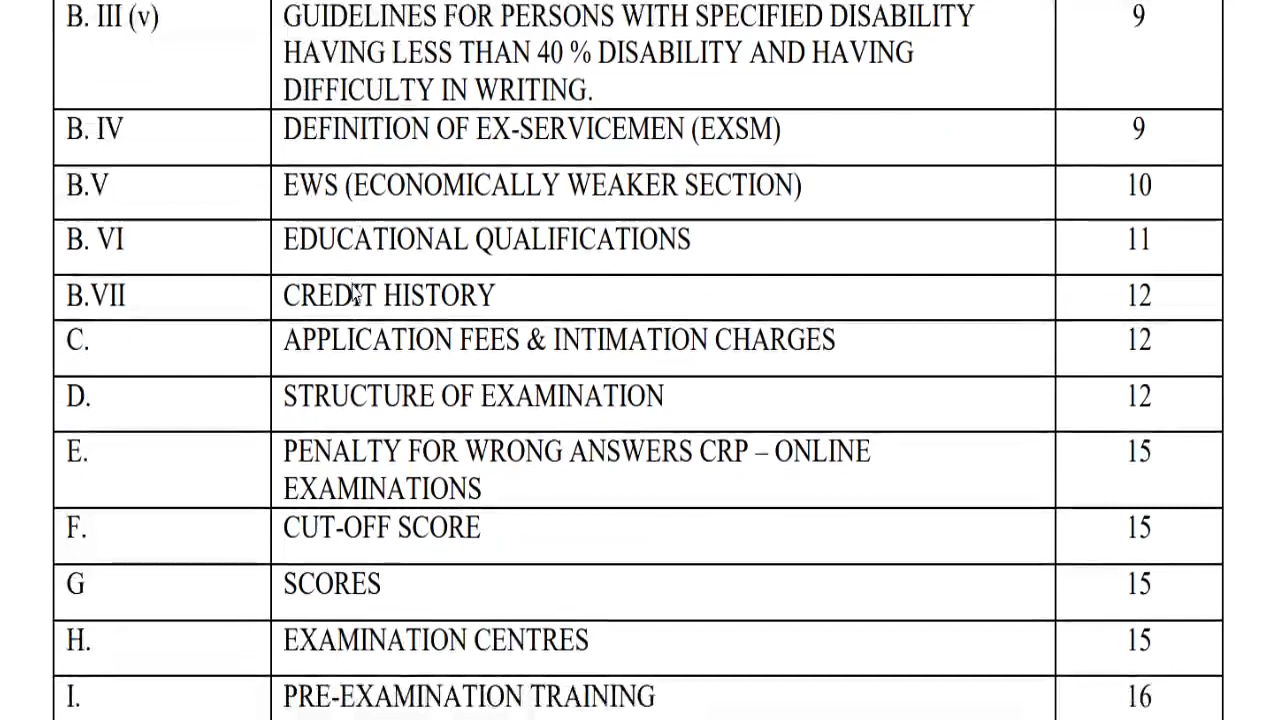 B. III (v) GUIDELINES FOR PERSONS WITH SPECIFIED DISABILITY 9
HAVING LESS THAN 40 % DISABILITY AND HAVING
DIFFICULTY IN WRITING.
B. IV DEFINITION OF EX-SERVICEMEN (EXSM) 9
B.V EWS (ECONOMICALLY WEAKER SECTION) 10
B. VI EDUCATIONAL QUALIFICATIONS 11
B.VII CREDIT HISTORY 12
C. APPLICATION FEES & INTIMATION CHARGES 12
D. STRUCTURE OF EXAMINATION 12
E. PENALTY FOR WRONG ANSWERS CRP – ONLINE 15
EXAMINATIONS
F. CUT-OFF SCORE 15
G SCORES 15
H. EXAMINATION CENTRES 15
I. PRE-EXAMINATION TRAINING 16